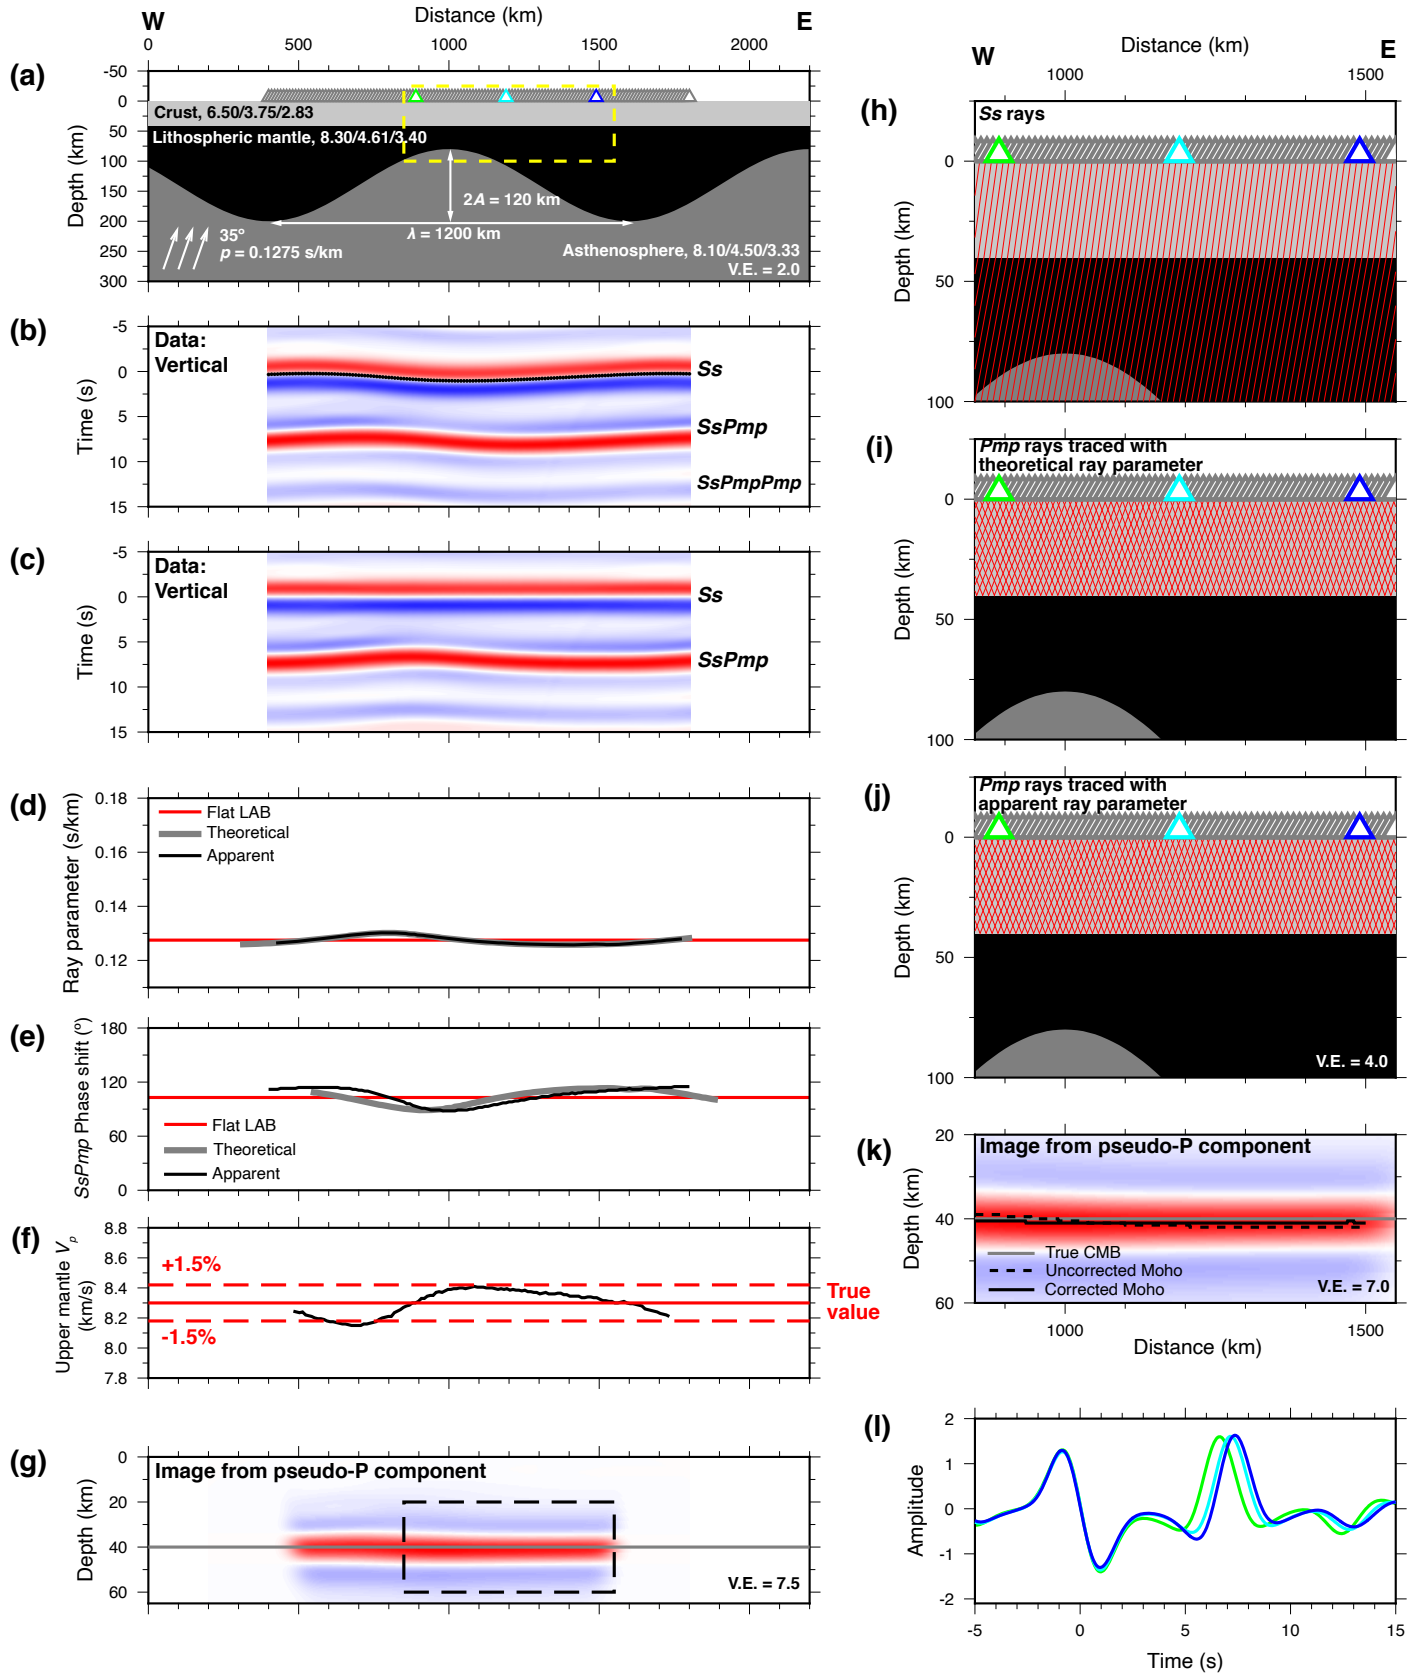 W
Distance (km)
E
0
500
1000
1500
2000
(a)
-50
0
50
100
150
200
250
300
Depth (km)
Crust, 6.50/3.75/2.83
Lithospheric mantle, 8.30/4.61/3.40
2A = 120 km
λ = 1200 km
35º
p = 0.1275 s/km
Asthenosphere, 8.10/4.50/3.33
V.E. = 2.0
(b)
-5
0
5
10
15
Time (s)
Data:
Vertical
Ss
SsPmp
SsPmpPmp
(c)
-5
0
5
10
15
Time (s)
Data:
Vertical
Ss
SsPmp
(d)
0.18
0.16
0.14
0.12
Ray parameter (s/km)
Flat LAB
Theoretical
Apparent
(e)
180
120
60
0
SsPmp Phase shift (º)
Flat LAB
Theoretical
Apparent
(f)
8.8
8.6
8.4
8.2
8.0
7.8
Upper mantle Vp
(km/s)
+1.5%
-1.5%
True
value
(g)
0
20
40
60
Depth (km)
Image from pseudo-P component
V.E. = 7.5
W
Distance (km)
E
1000
1500
(h)
Ss rays
0
50
100
Depth (km)
(i)
Pmp rays traced with
theoretical ray parameter
0
50
100
Depth (km)
(j)
Pmp rays traced with
apparent ray parameter
0
50
100
Depth (km)
V.E. = 4.0
(k)
20
40
60
Depth (km)
Image from pseudo-P component
True CMB
Uncorrected Moho
Corrected Moho
V.E. = 7.0
1000
1500
Distance (km)
(l)
2
1
0
-1
-2
Amplitude
-5
0
5
10
15
Time (s)